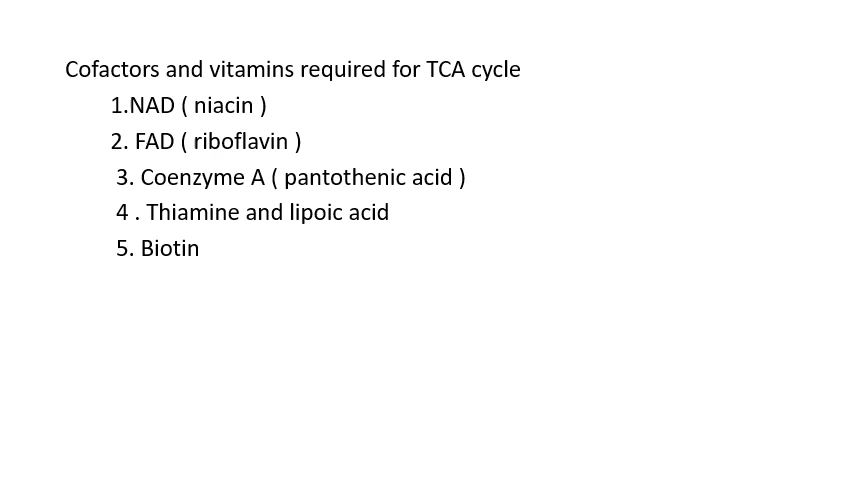 Cofactors and vitamins required for TCA cycle
1.NAD ( niacin )
2. FAD ( riboflavin )
3. Coenzyme A ( pantothenic acid )
4 . Thiamine and lipoic acid
5. Biotin